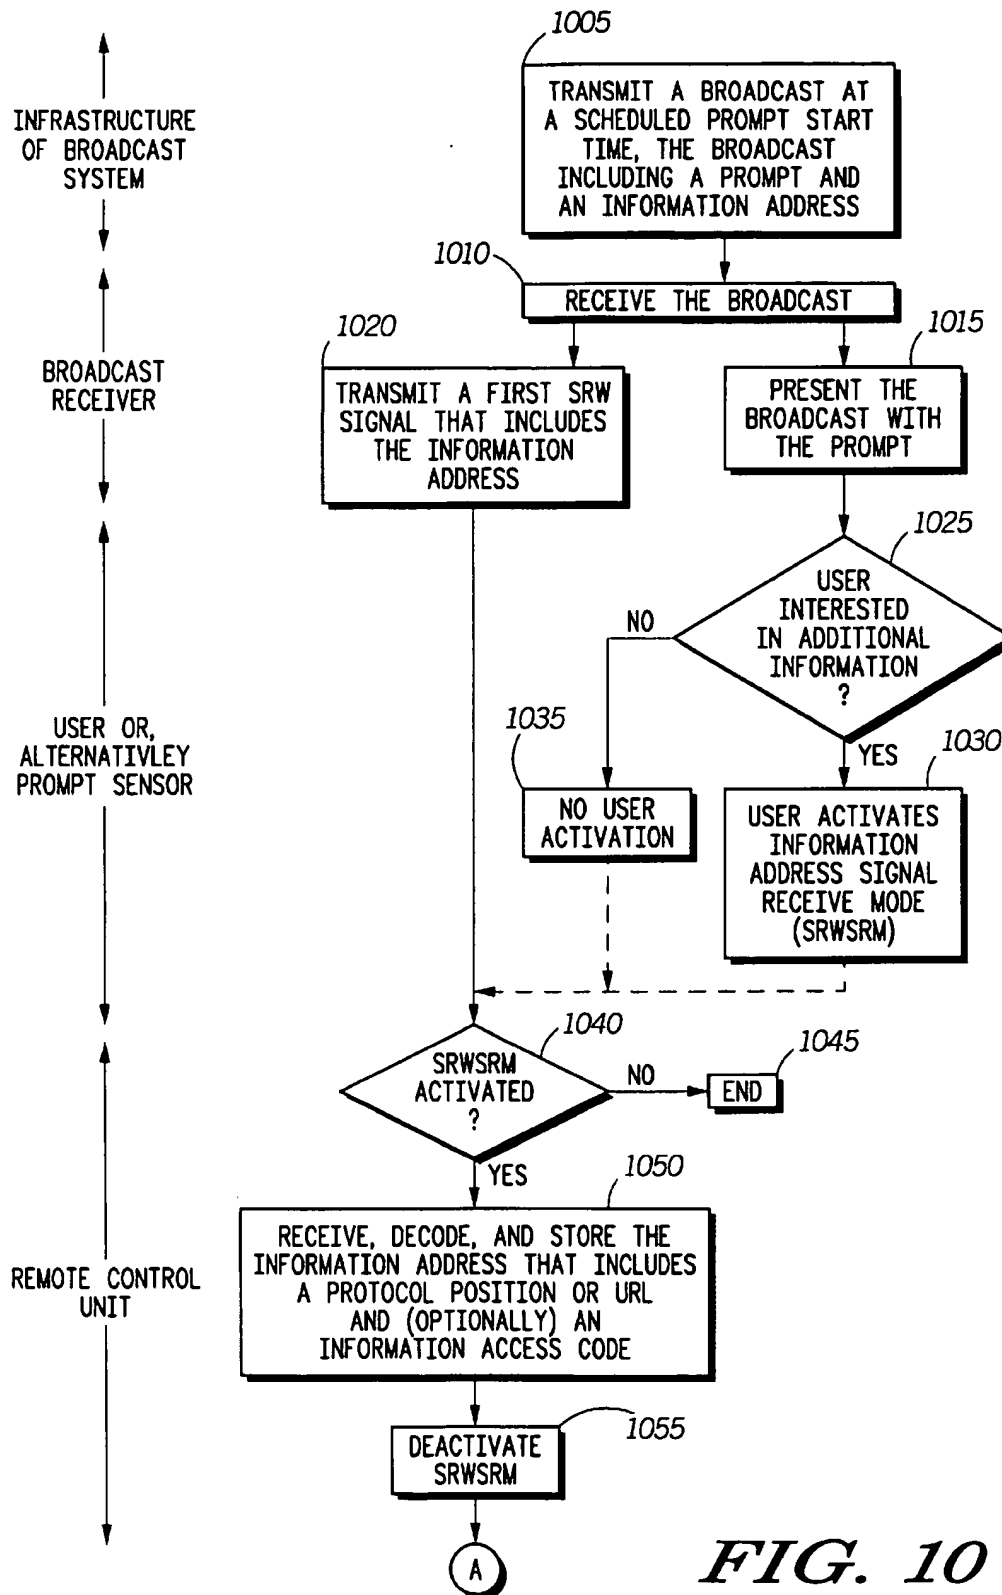 1005
TRANSMIT A BROADCAST AT
A SCHEDULED PROMPT START
TIME, THE BROADCAST
INCLUDING A PROMPT AND
AN INFORMATION ADDRESS
INFRASTRUCTURE
OF BROADCAST
SYSTEM
1010
RECEIVE THE BROADCAST
1020
1015
BROADCAST
RECEIVER
TRANSMIT A FIRST SRW
SIGNAL THAT INCLUDES
THE INFORMATION
ADDRESS
PRESENT THE
BROADCAST WITH
THE PROMPT
1025
USER
INTERESTED
IN ADDITIONAL
INFORMATION
?
NO
YES
USER OR,
ALTERNATIVLEY
PROMPT SENSOR
1035
NO USER
ACTIVATION
1030
USER ACTIVATES
INFORMATION
ADDRESS SIGNAL
RECEIVE MODE
(SRWSRM)
1040
SRWSRM
ACTIVATED
?
NO
1045
END
YES
1050
RECEIVE, DECODE, AND STORE THE
INFORMATION ADDRESS THAT INCLUDES
A PROTOCOL POSITION OR URL
AND (OPTIONALLY) AN
INFORMATION ACCESS CODE
REMOTE CONTROL
UNIT
1055
DEACTIVATE
SRWSRM
A
FIG. 10